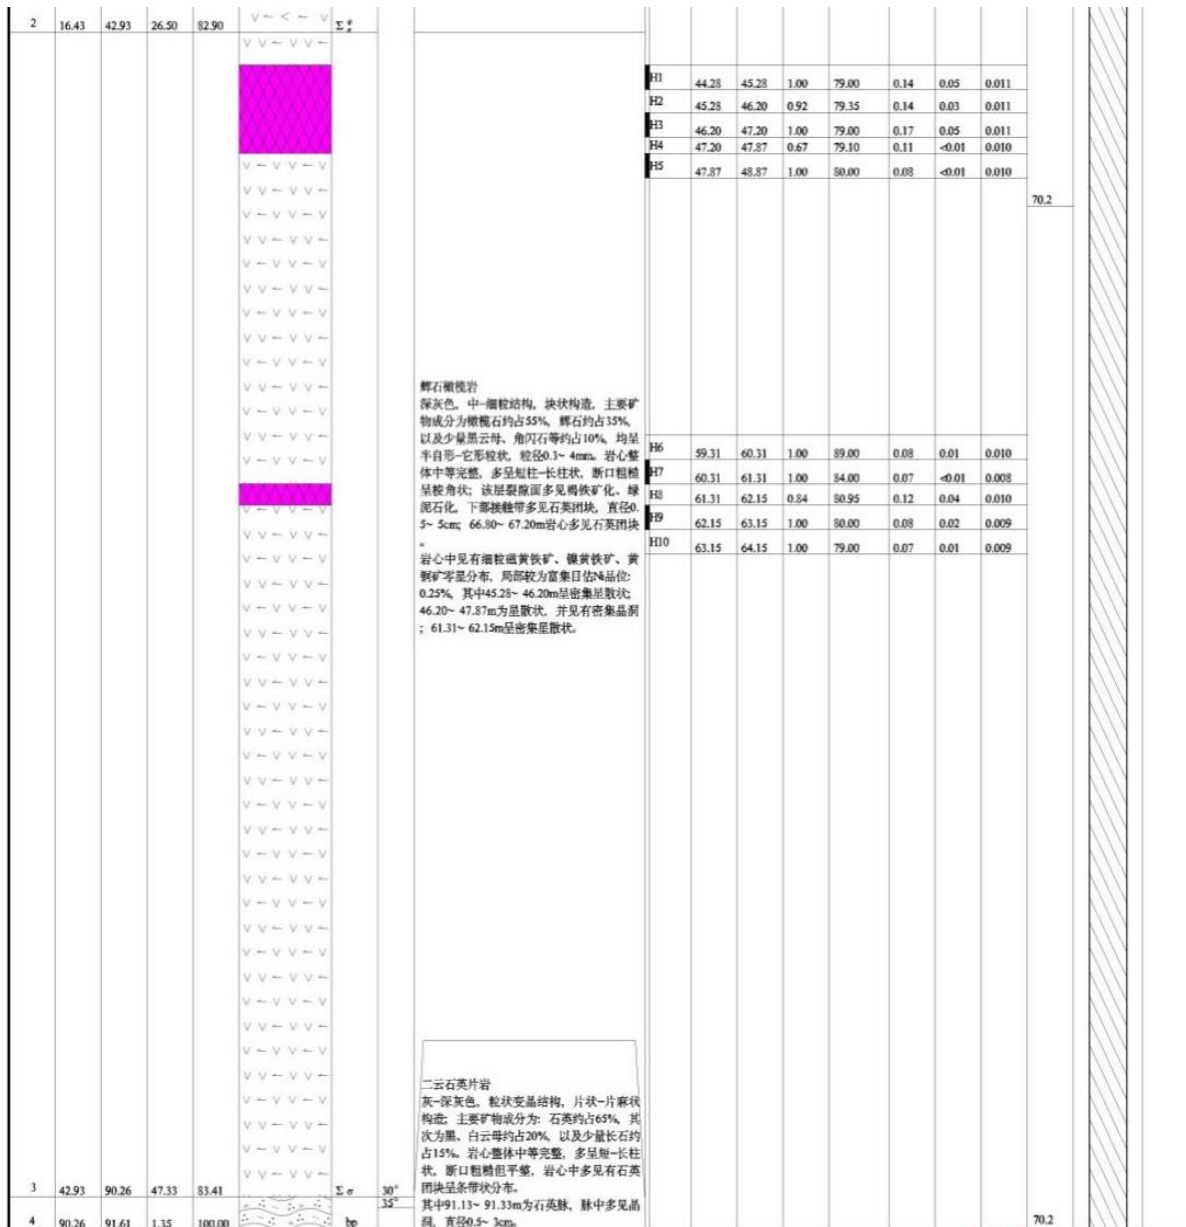 2 16.43 42.93 26.50 82.90 Σ
H1 44.28 45.28 1.00 79.00 0.14 0.05 0.011
H2 45.28 46.20 0.92 79.35 0.14 0.03 0.011
H3 46.20 47.20 1.00 79.00 0.17 0.05 0.011
H4 47.20 47.87 0.67 79.10 0.11 <0.01 0.010
H5 47.87 48.87 1.00 80.00 0.08 <0.01 0.010
70.2
辉石橄榄岩
深灰色，中~细粒结构，块状构造，主要矿
物成分为橄榄石约占55%，辉石约占35%，
以及少量黑云母、角闪石等约占10%，均呈
半自形~它形粒状，粒径0.3~ 4mm。岩心整
体中等完整，多呈短柱~长柱状，断口粗糙
呈棱角状；该层裂隙面多见褐铁矿化、绿
泥石化，下部接触带多见石英团块，直径0.
5~ 5cm；66.80~ 67.20m岩心多见石英团块
。
岩心中见有细粒磁黄铁矿、镍黄铁矿、黄
铜矿零星分布，局部较为富集目估Ni品位：
0.25%，其中45.28~ 46.20m呈密集星散状；
46.20~ 47.87m为星散状，并见有密集晶洞
；61.31~ 62.15m呈密集星散状。
H6 59.31 60.31 1.00 89.00 0.08 0.01 0.010
H7 60.31 61.31 1.00 84.00 0.07 <0.01 0.008
H8 61.31 62.15 0.84 80.95 0.12 0.04 0.010
H9 62.15 63.15 1.00 80.00 0.08 0.02 0.009
H10 63.15 64.15 1.00 79.00 0.07 0.01 0.009
二云石英片岩
灰~深灰色，粒状变晶结构，片状~片麻状
构造；主要矿物成分为：石英约占65%，其
次为黑、白云母约占20%，以及少量长石约
占15%。岩心整体中等完整，多呈短~长柱
状，断口粗糙但平整，岩心中多见有石英
团块呈条带状分布。
其中91.13~ 91.33m为石英脉，脉中多见晶
洞，直径0.5~ 3cm。
3 42.93 90.26 47.33 83.41 Σσ 30°
35°
4 90.26 91.61 1.35 100.00 bp 70.2